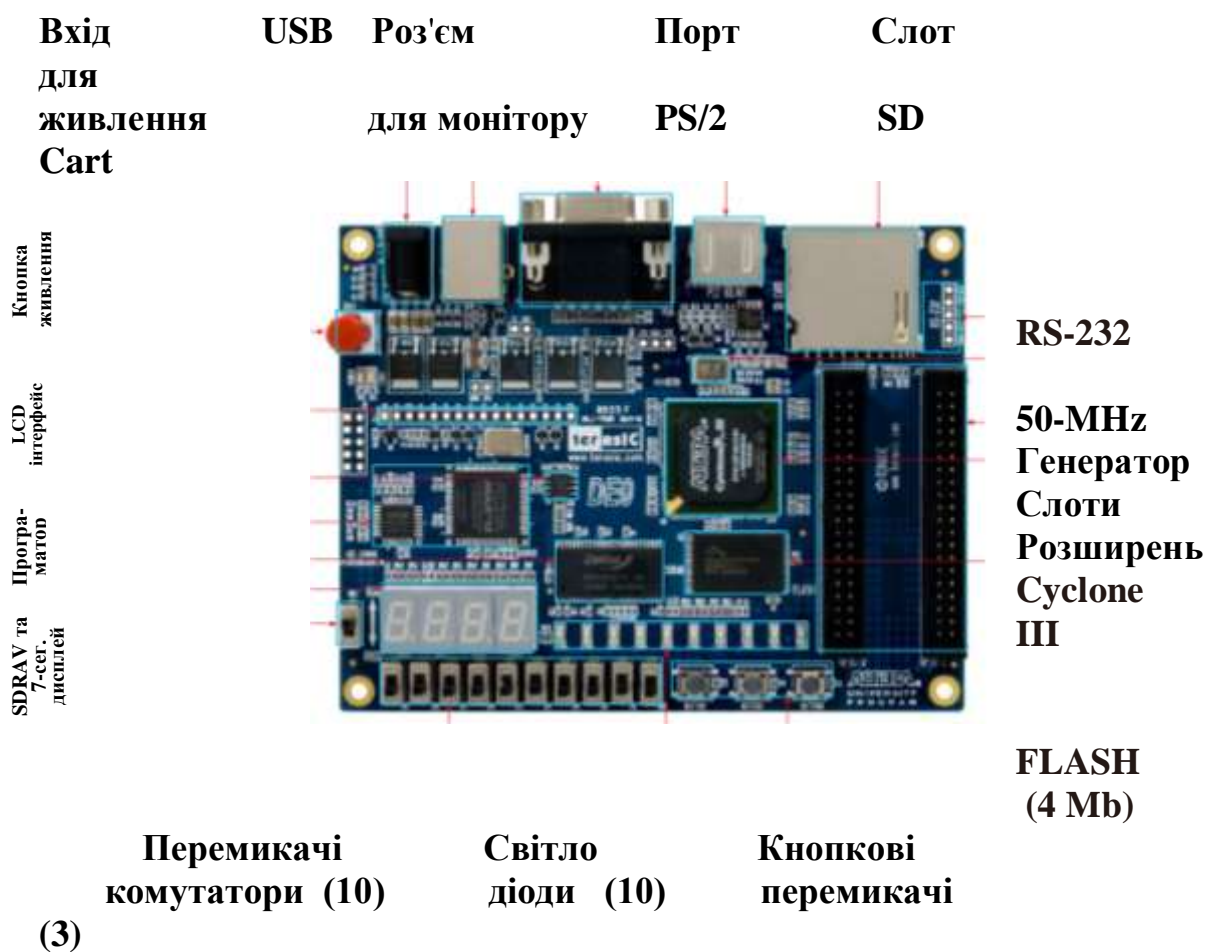 Вхід USB Роз'єм Порт Слот
для
живлення для монітору PS/2 SD
Cart
Кнопка
живлення
LCD
інтерфейс
Програ-
матор
SDRAV та
7-сег.
дисплей
RS-232
50-MHz
Генератор
Слоти
Розширень
Cyclone
III
FLASH
(4 Mb)
Перемикачі Світло Кнопкові
комутатори (10) діоди (10) перемикачі
(3)